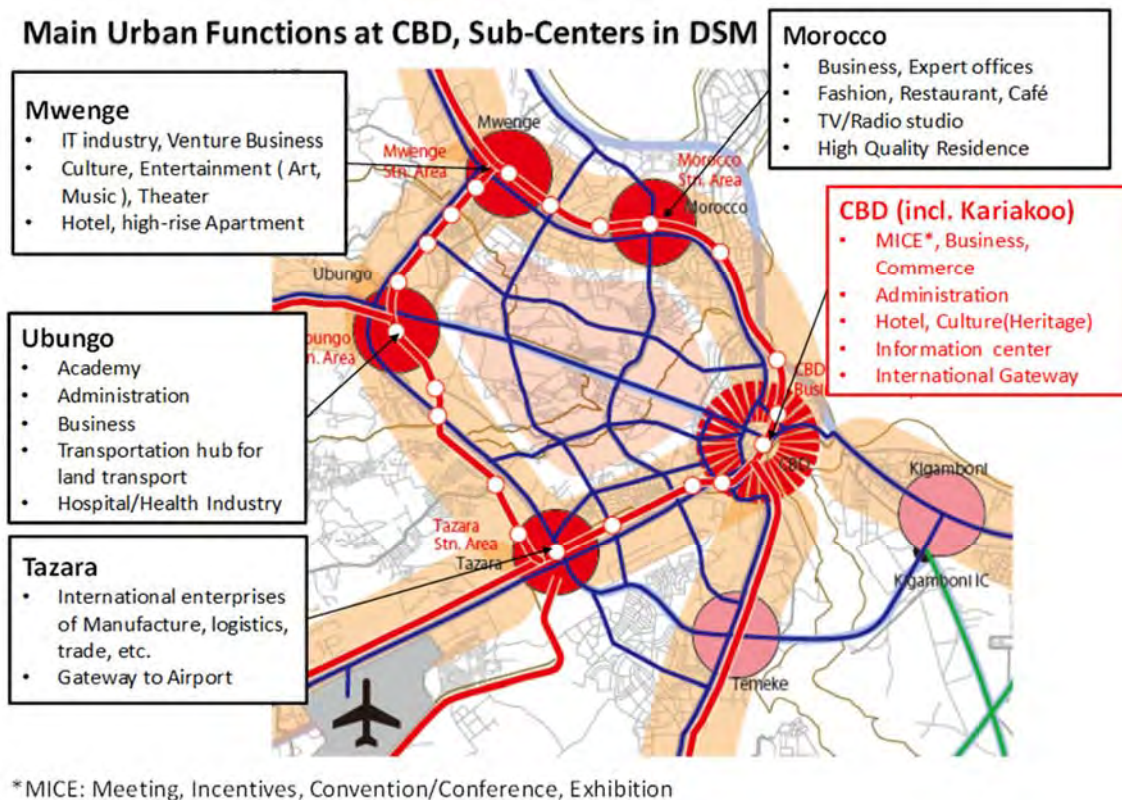 Main Urban Functions at CBD, Sub-Centers in DSM
Morocco
• Business, Expert offices
• Fashion, Restaurant, Café
• TV/Radio studio
• High Quality Residence
Mwenge
• IT industry, Venture Business
• Culture, Entertainment ( Art,
Music ), Theater
• Hotel, high-rise Apartment
CBD (incl. Kariakoo)
• MICE*, Business,
Commerce
• Administration
• Hotel, Culture(Heritage)
• Information center
• International Gateway
Ubungo
• Academy
• Administration
• Business
• Transportation hub for
land transport
• Hospital/Health Industry
Tazara
• International enterprises
of Manufacture, logistics,
trade, etc.
• Gateway to Airport
Mwenge
Mwenge
Stn. Area
Morocco
Stn. Area
Morocco
Ubungo
bungo
n. Area
CBD
Busi
CBD
Kigamboni
Tazara
Stn. Area
Tazara
Kigamboni IC
Temeke
*MICE: Meeting, Incentives, Convention/Conference, Exhibition